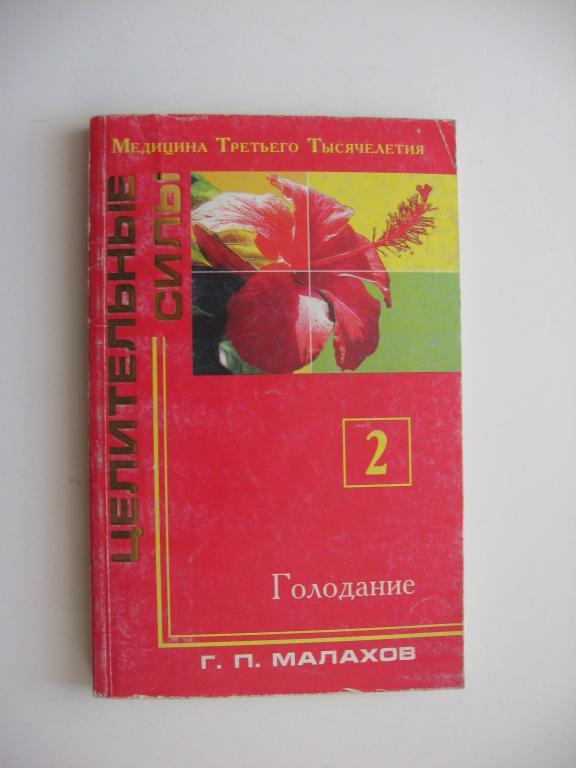 Медицина Третьего Тысячелетия
ЦЕЛИТЕЛЬНЫЕ
СИЛЫ
2
Голодание
Г. П. МАЛАХОВ